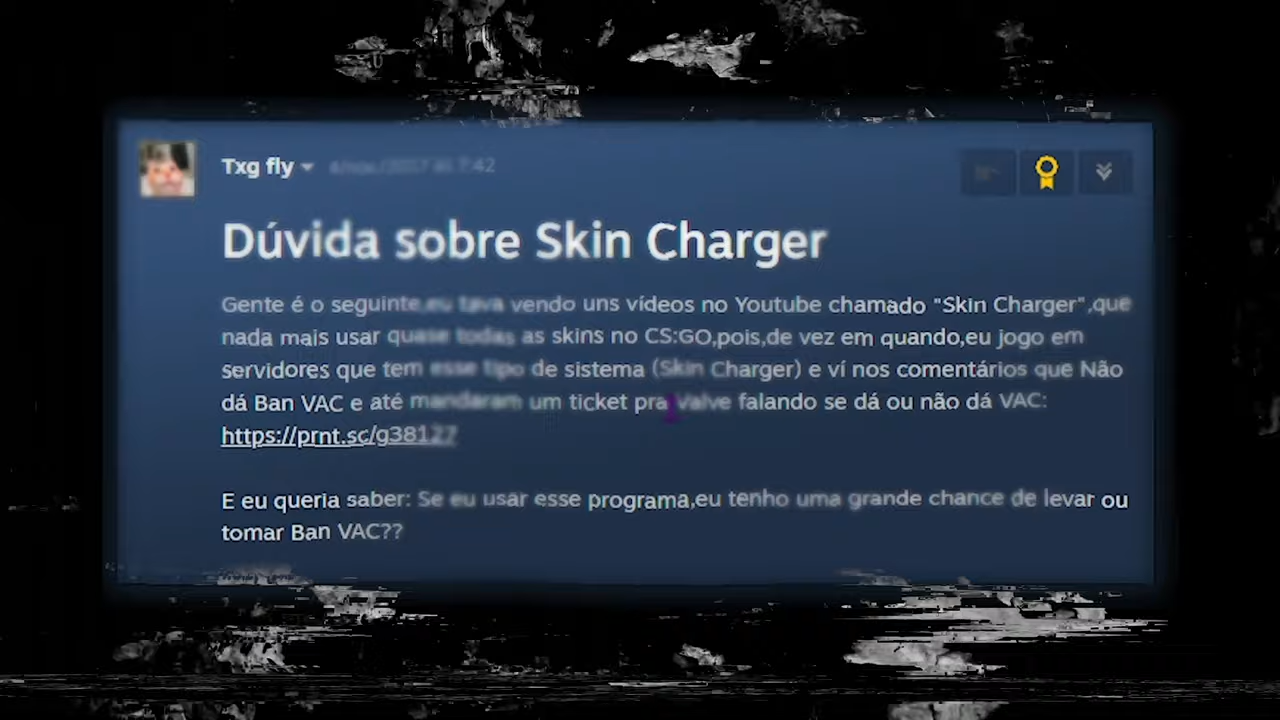 Txg fly
7:42
Dúvida sobre Skin Charger
Gente é o seguinte,eu tava vendo uns vídeos no Youtube chamado "Skin Charger",que
nada mais usar quase todas as skins no CS:GO,pois,de vez em quando,eu jogo em
servidores que tem esse tipo de sistema (Skin Charger) e ví nos comentários que Não
dá Ban VAC e até mandaram um ticket pra Valve falando se dá ou não dá VAC:
https://prnt.sc/g38127
E eu queria saber: Se eu usar esse programa,eu tenho uma grande chance de levar ou
tomar Ban VAC??